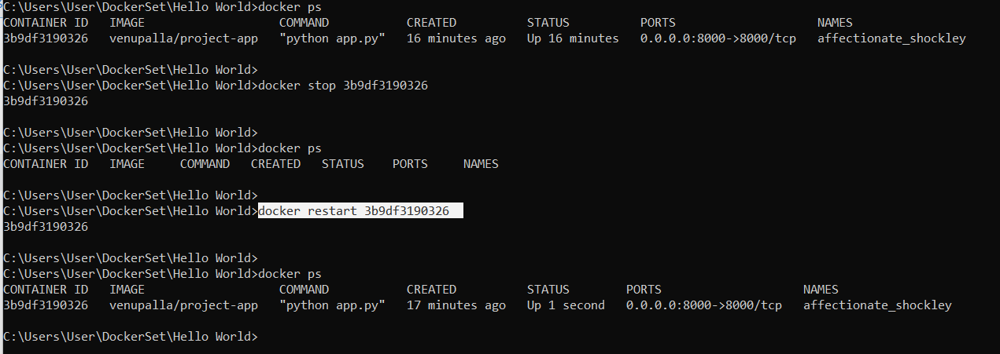 C:\Users\User\DockerSet\Hello World>docker ps
CONTAINER ID   IMAGE                   COMMAND           CREATED          STATUS          PORTS                    NAMES
3b9df3190326   venupalla/project-app   "python app.py"   16 minutes ago   Up 16 minutes   0.0.0.0:8000->8000/tcp   affectionate_shockley
C:\Users\User\DockerSet\Hello World>
C:\Users\User\DockerSet\Hello World>docker stop 3b9df3190326
3b9df3190326
C:\Users\User\DockerSet\Hello World>
C:\Users\User\DockerSet\Hello World>docker ps
CONTAINER ID   IMAGE     COMMAND   CREATED   STATUS    PORTS     NAMES
C:\Users\User\DockerSet\Hello World>
C:\Users\User\DockerSet\Hello World>docker restart 3b9df3190326
3b9df3190326
C:\Users\User\DockerSet\Hello World>
C:\Users\User\DockerSet\Hello World>docker ps
CONTAINER ID   IMAGE                   COMMAND           CREATED          STATUS        PORTS                    NAMES
3b9df3190326   venupalla/project-app   "python app.py"   17 minutes ago   Up 1 second   0.0.0.0:8000->8000/tcp   affectionate_shockley
C:\Users\User\DockerSet\Hello World>